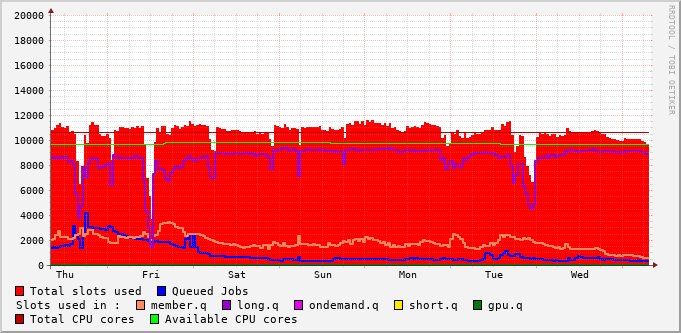 RRDTOOL / TOBI OETIKER
20000
18000
16000
14000
12000
10000
8000
6000
4000
2000
0
Thu Fri Sat Sun Mon Tue Wed
Total slots used Queued Jobs
Slots used in : member.q long.q ondemand.q short.q gpu.q
Total CPU cores Available CPU cores